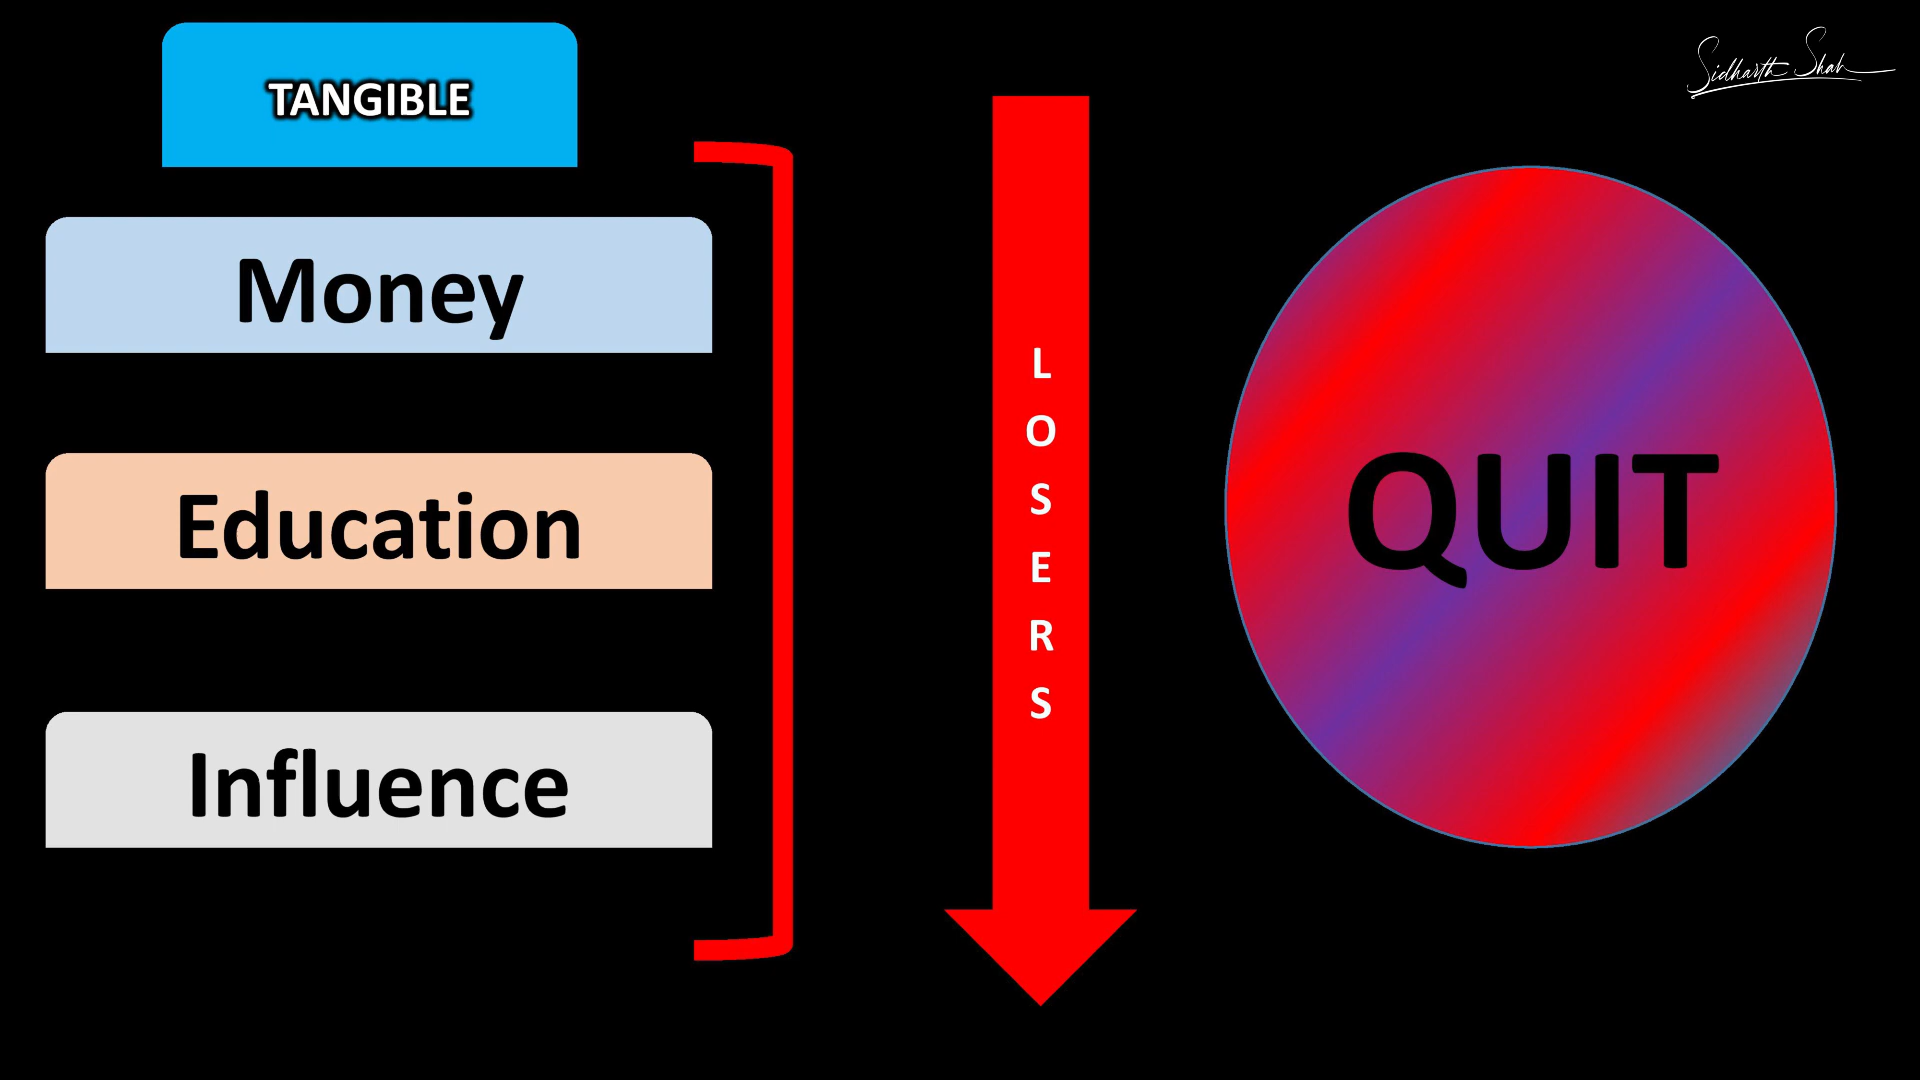 TANGIBLE
Sidharth Shah
Money
Education
Influence
L
O
S
E
R
S
QUIT